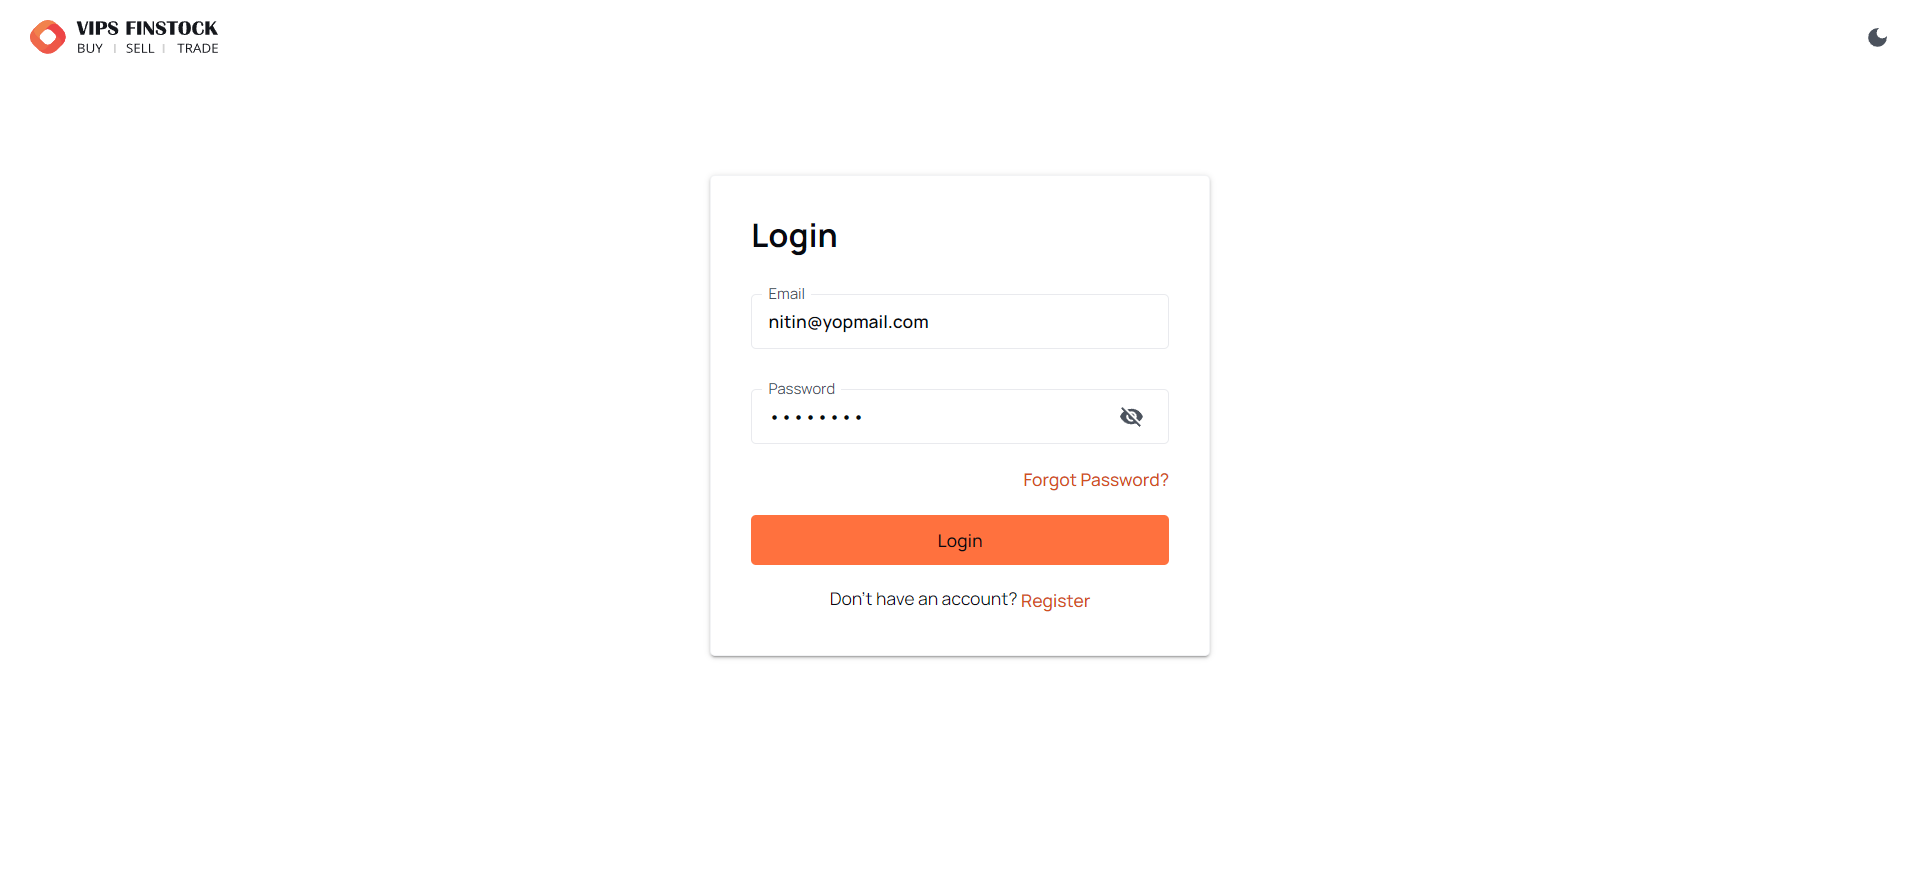 VIPS FINSTOCK
BUY | SELL | TRADE
Login
Email
nitin@yopmail.com
Password
••••••••
Forgot Password?
Login
Don't have an account? Register